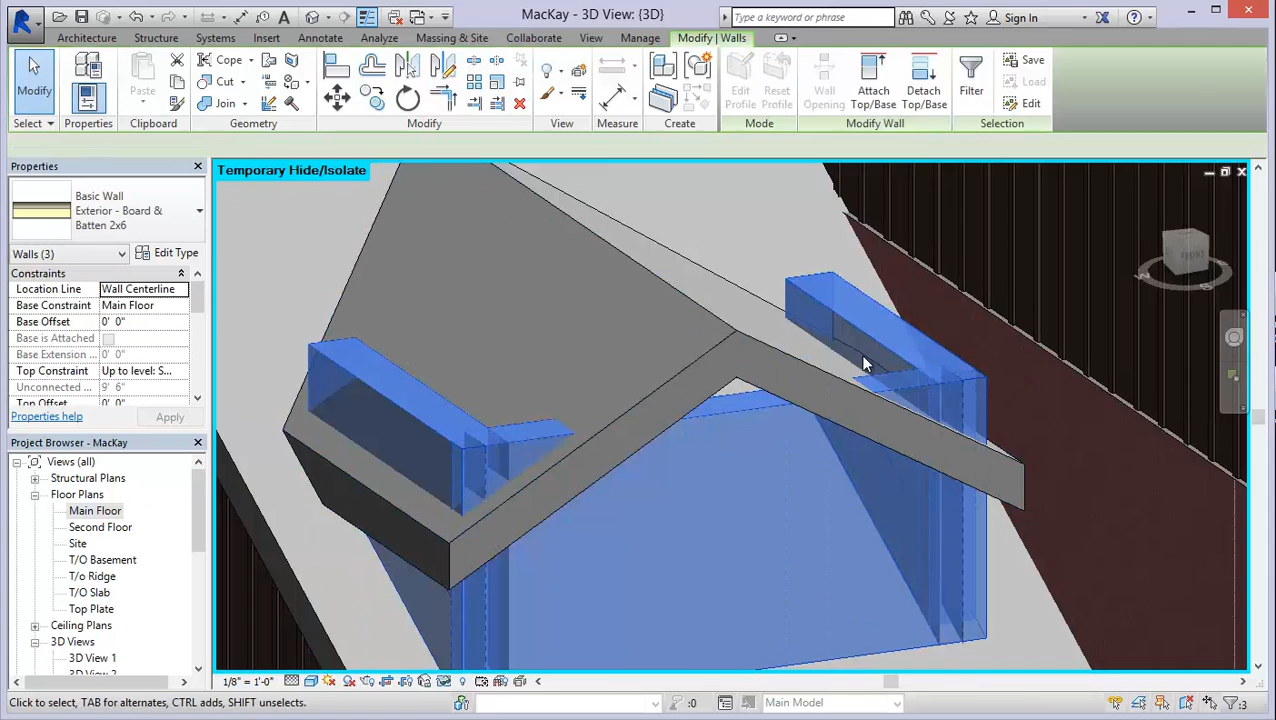 MacKay - 3D View: {3D}
Type a keyword or phrase
Sign In
Architecture Structure Systems Insert Annotate Analyze Massing & Site Collaborate View Manage Modify | Walls
Modify
Properties
Paste
Cope
Cut
Join
Edit Profile
Reset Profile
Wall Opening
Attach Top/Base
Detach Top/Base
Filter
Save
Load
Edit
Select Properties Clipboard Geometry Modify View Measure Create Mode Modify Wall Selection
Properties
Basic Wall
Exterior - Board &
Batten 2x6
Walls (3)
Edit Type
Constraints
Location Line Wall Centerline
Base Constraint Main Floor
Base Offset 0' 0"
Base is Attached
Base Extension ...
Top Constraint Up to level: S...
Unconnected ... 9' 6"
Top Offset 0' 0"
Properties help
Apply
Project Browser - MacKay
Views (all)
Structural Plans
Floor Plans
Main Floor
Second Floor
Site
T/O Basement
T/o Ridge
T/O Slab
Top Plate
Ceiling Plans
3D Views
3D View 1
3D View 2
Temporary Hide/Isolate
FRONT
W
S
1/8" = 1'-0"
Click to select, TAB for alternates, CTRL adds, SHIFT unselects.
:0
Main Model
:3